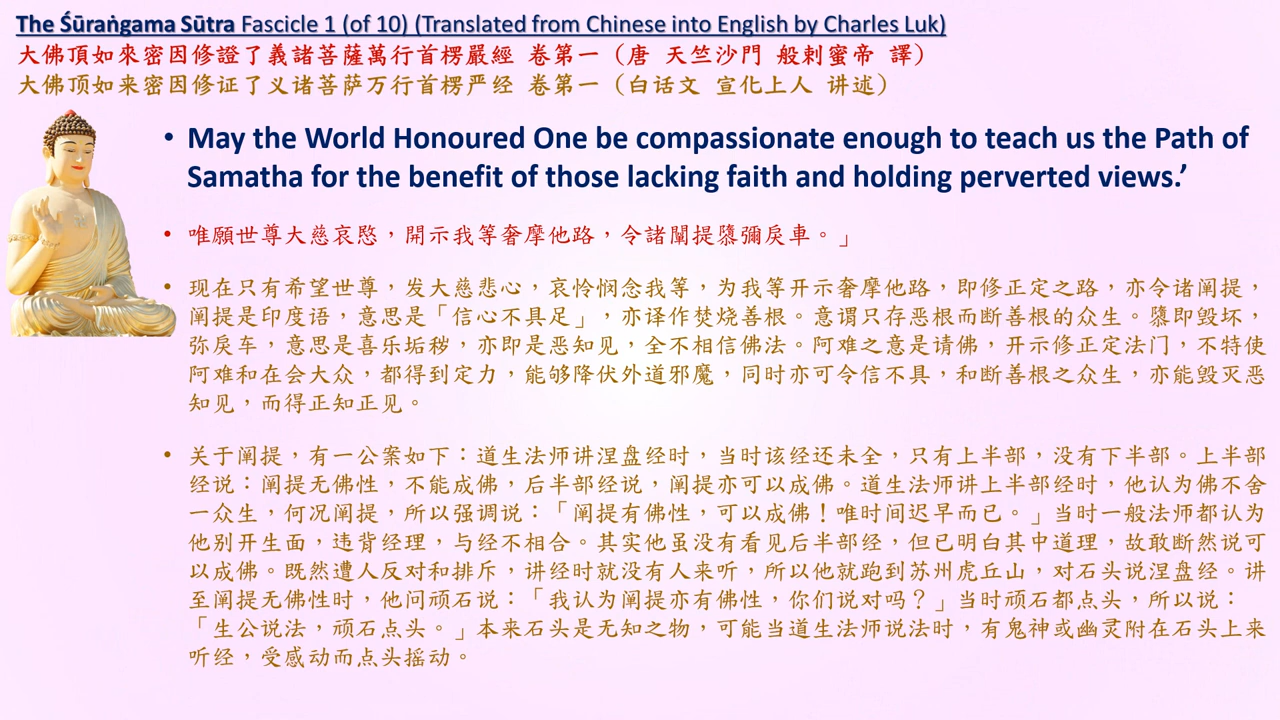 The Śūraṅgama Sūtra Fascicle 1 (of 10) (Translated from Chinese into English by Charles Luk)
大佛頂如來密因修證了義諸菩薩萬行首楞嚴經 卷第一（唐 天竺沙門 般剌蜜帝 譯）
大佛顶如来密因修证了义诸菩萨万行首楞严经 卷第一（白话文 宣化上人 讲述）
• May the World Honoured One be compassionate enough to teach us the Path of
Samatha for the benefit of those lacking faith and holding perverted views.’
• 唯願世尊大慈哀愍，開示我等奢摩他路，令諸闡提隳彌戾車。」
• 现在只有希望世尊，发大慈悲心，哀怜悯念我等，为我等开示奢摩他路，即修正定之路，亦令诸阐提，
阐提是印度语，意思是「信心不具足」，亦译作焚烧善根。意谓只存恶根而断善根的众生。隳即毁坏，
弥戾车，意思是喜乐垢秽，亦即是恶知见，全不相信佛法。阿难之意是请佛，开示修正定法门，不特使
阿难和在会大众，都得到定力，能够降伏外道邪魔，同时亦可令信不具，和断善根之众生，亦能毁灭恶
知见，而得正知正见。
• 关于阐提，有一公案如下：道生法师讲涅盘经时，当时该经还未全，只有上半部，没有下半部。上半部
经说：阐提无佛性，不能成佛，后半部经说，阐提亦可以成佛。道生法师讲上半部经时，他认为佛不舍
一众生，何况阐提，所以强调说：「阐提有佛性，可以成佛！唯时间迟早而已。」当时一般法师都认为
他别开生面，违背经理，与经不相合。其实他虽没有看见后半部经，但已明白其中道理，故敢断然说可
以成佛。既然遭人反对和排斥，讲经时就没有人来听，所以他就跑到苏州虎丘山，对石头说涅盘经。讲
至阐提无佛性时，他问顽石说：「我认为阐提亦有佛性，你们说对吗？」当时顽石都点头，所以说：
「生公说法，顽石点头。」本来石头是无知之物，可能当道生法师说法时，有鬼神或幽灵附在石头上来
听经，受感动而点头摇动。